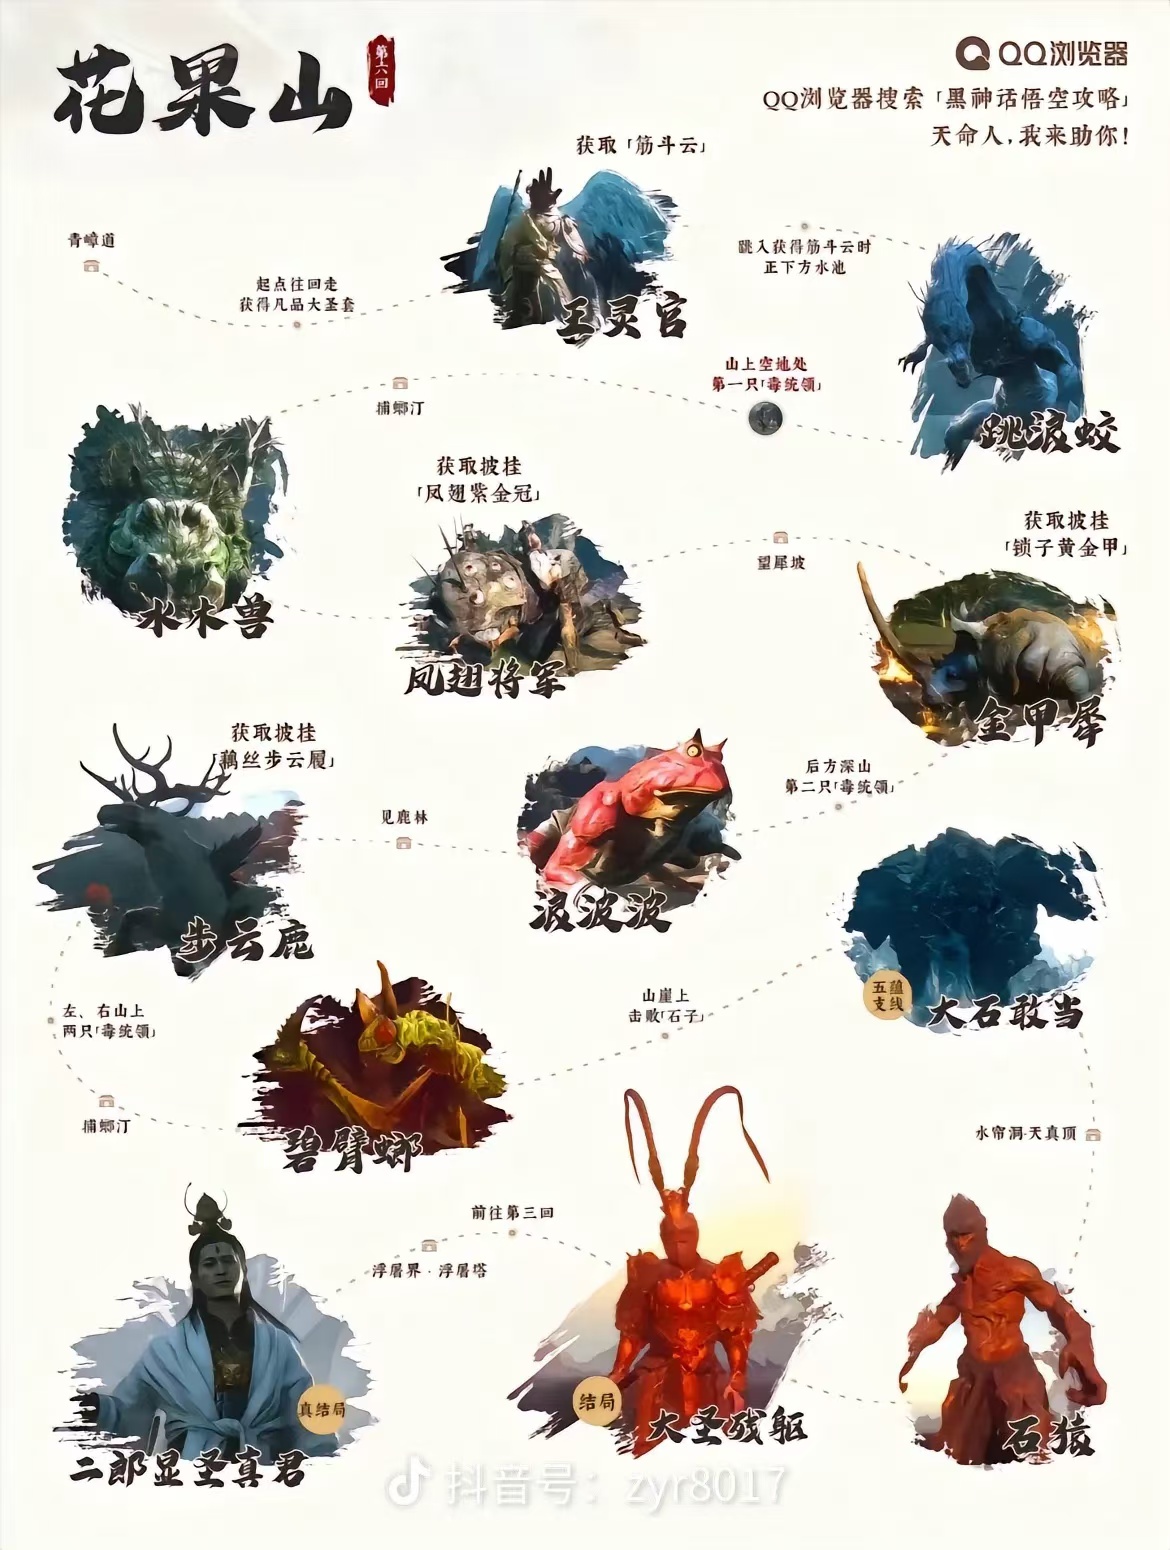 花果山
第六回
QQ浏览器
QQ浏览器搜索「黑神话悟空攻略」
天命人，我来助你！
获取「筋斗云」
青嶂道
起点往回走
获得凡品大圣套
王灵官
跳入获得筋斗云时
正下方水池
跳浪蛟
山上空地处
第一只「毒统领」
捕螂汀
水木兽
获取披挂
「凤翅紫金冠」
凤翅将军
望犀坡
获取披挂
「锁子黄金甲」
金甲犀
后方深山
第二只「毒统领」
浪波波
见鹿林
获取披挂
「藕丝步云履」
步云鹿
左、右山上
两只「毒统领」
捕螂汀
碧臂螂
山崖上
击败「石子」
五蕴
支线
大石敢当
水帘洞·天真顶
石猿
结局
大圣残躯
前往第三回
浮屠界·浮屠塔
真结局
二郎显圣真君
抖音号：zyr8017